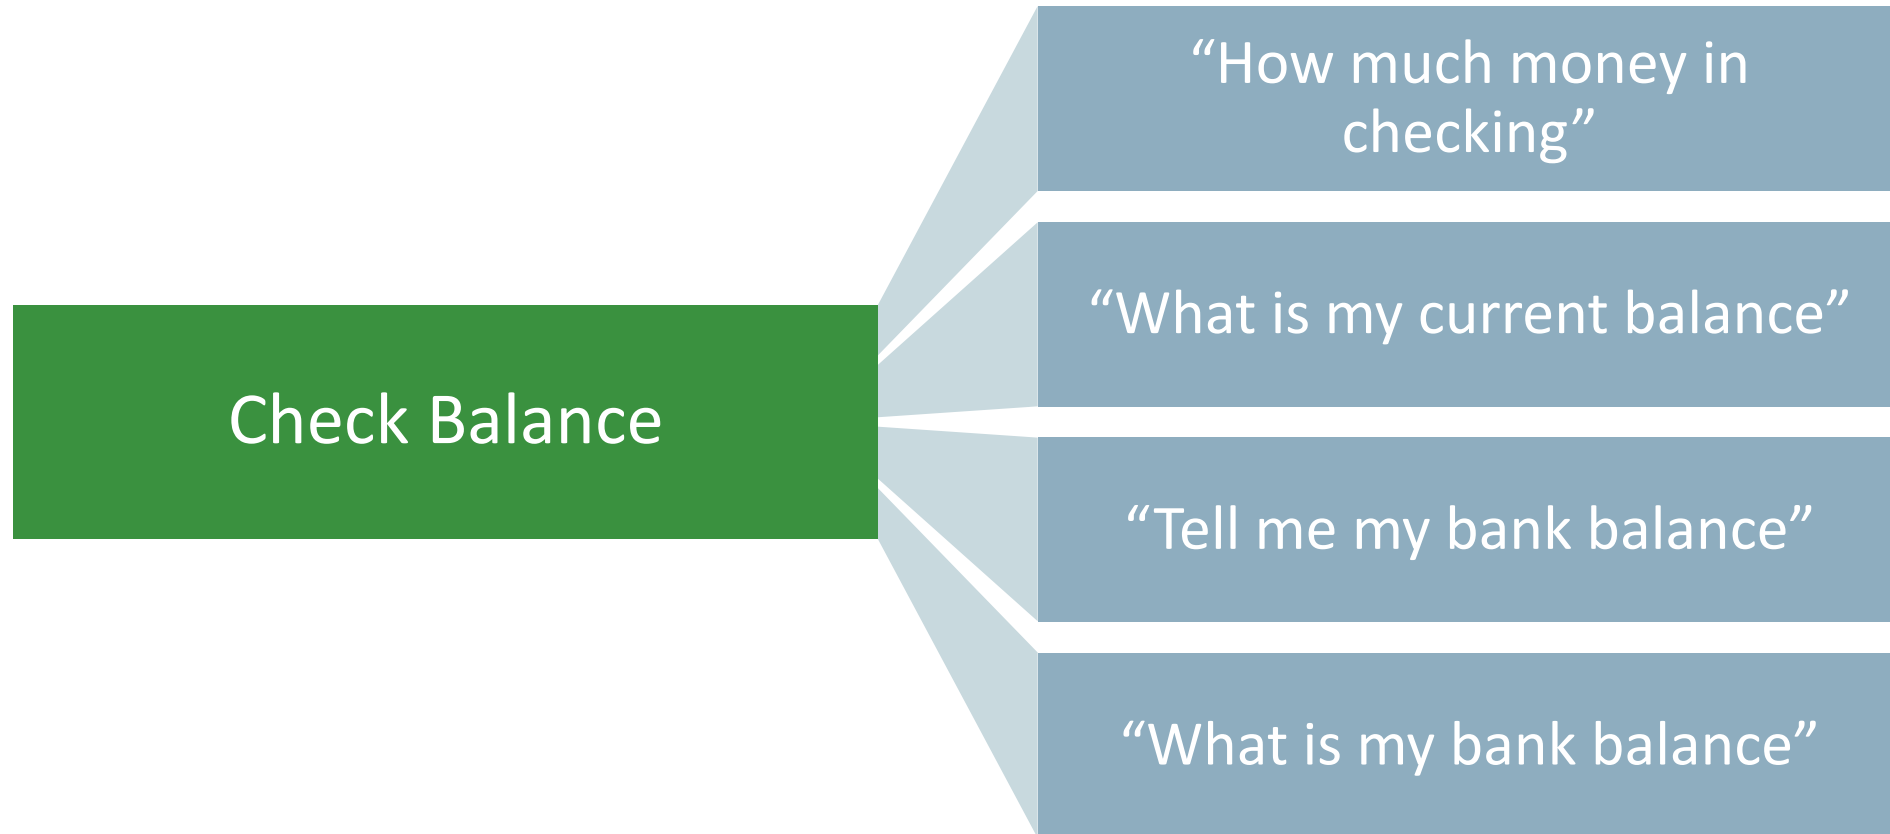 “How much money in
checking”
“What is my current balance”
Check Balance
“Tell me my bank balance”
“What is my bank balance”